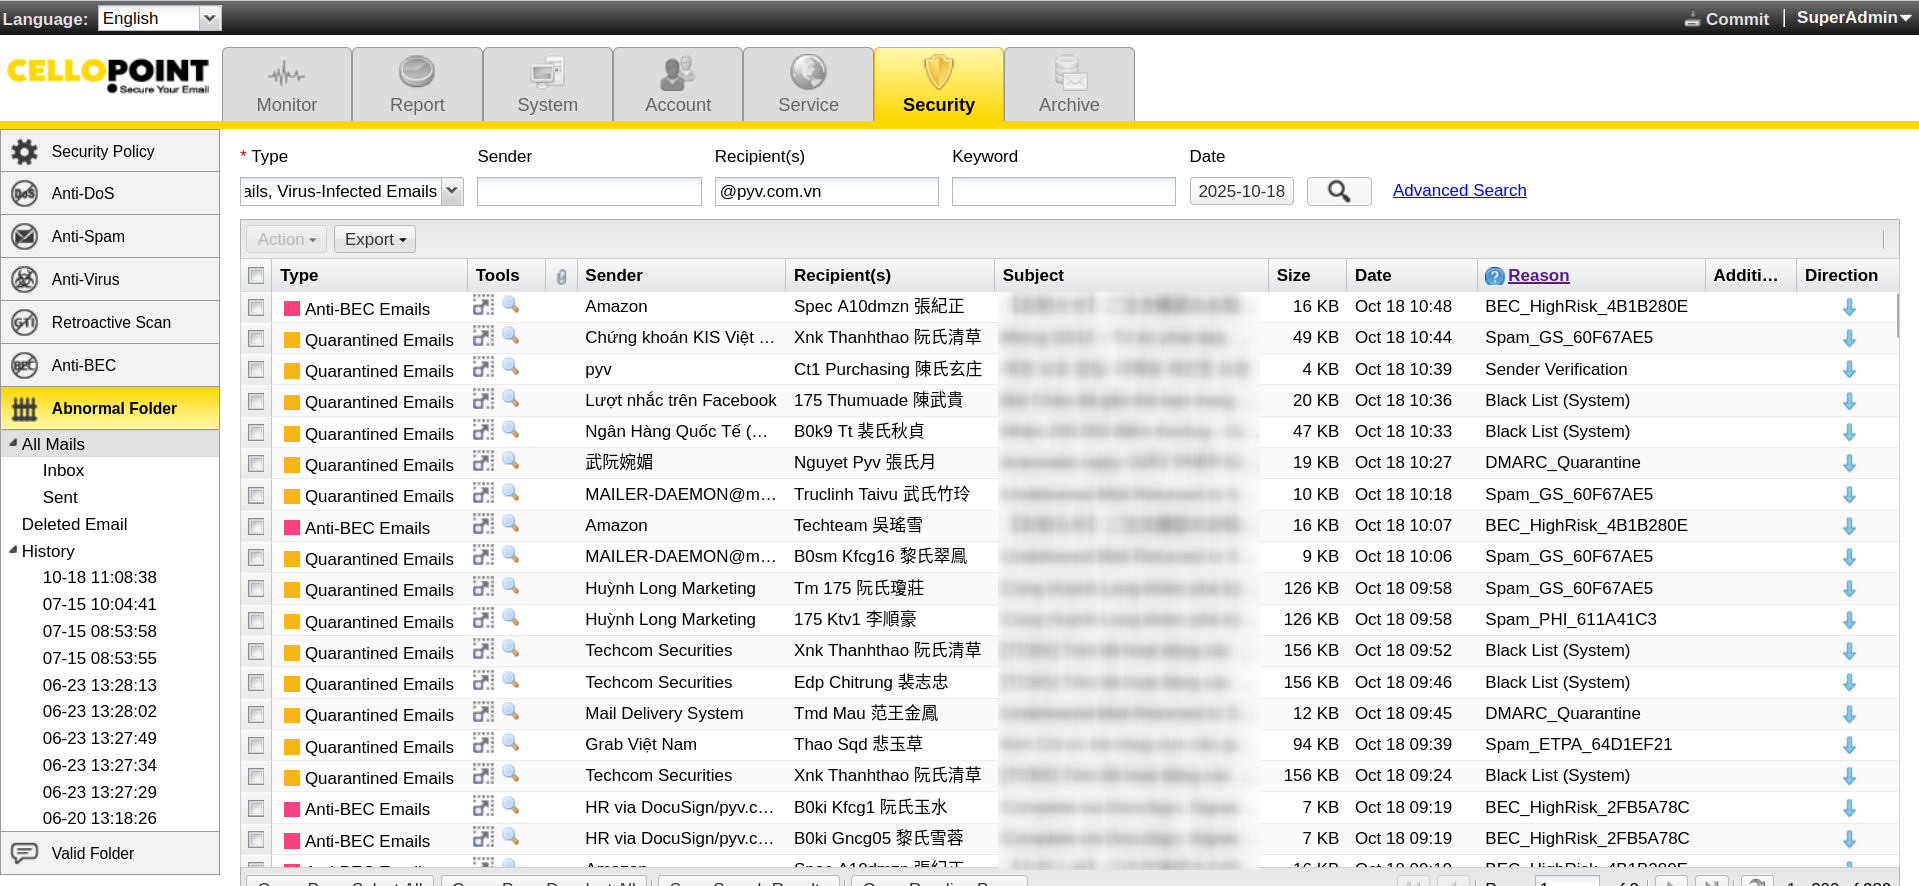 Language: English Commit | SuperAdmin
CELLOPOINT
Secure Your Email
Monitor Report System Account Service Security Archive
Security Policy
Anti-DoS
Anti-Spam
Anti-Virus
Retroactive Scan
Anti-BEC
Abnormal Folder
All Mails
Inbox
Sent
Deleted Email
History
10-18 11:08:38
07-15 10:04:41
07-15 08:53:58
07-15 08:53:55
06-23 13:28:13
06-23 13:28:02
06-23 13:27:49
06-23 13:27:34
06-23 13:27:29
06-20 13:18:26
Valid Folder
* Type Sender Recipient(s) Keyword Date
ails, Virus-Infected Emails @pyv.com.vn 2025-10-18 Advanced Search
Action Export
Type Tools Sender Recipient(s) Subject Size Date Reason Additi… Direction
Anti-BEC Emails Amazon Spec A10dmzn 張紀正 16 KB Oct 18 10:48 BEC_HighRisk_4B1B280E
Quarantined Emails Chứng khoán KIS Việt … Xnk Thanhthao 阮氏清草 49 KB Oct 18 10:44 Spam_GS_60F67AE5
Quarantined Emails pyv Ct1 Purchasing 陳氏玄庄 4 KB Oct 18 10:39 Sender Verification
Quarantined Emails Lượt nhắc trên Facebook 175 Thumuade 陳武貴 20 KB Oct 18 10:36 Black List (System)
Quarantined Emails Ngân Hàng Quốc Tế (… B0k9 Tt 裴氏秋貞 47 KB Oct 18 10:33 Black List (System)
Quarantined Emails 武阮婉媚 Nguyet Pyv 張氏月 19 KB Oct 18 10:27 DMARC_Quarantine
Quarantined Emails MAILER-DAEMON@m… Truclinh Taivu 武氏竹玲 10 KB Oct 18 10:18 Spam_GS_60F67AE5
Anti-BEC Emails Amazon Techteam 吳瑤雪 16 KB Oct 18 10:07 BEC_HighRisk_4B1B280E
Quarantined Emails MAILER-DAEMON@m… B0sm Kfcg16 黎氏翠鳳 9 KB Oct 18 10:06 Spam_GS_60F67AE5
Quarantined Emails Huỳnh Long Marketing Tm 175 阮氏瓊莊 126 KB Oct 18 09:58 Spam_GS_60F67AE5
Quarantined Emails Huỳnh Long Marketing 175 Ktv1 李順豪 126 KB Oct 18 09:58 Spam_PHI_611A41C3
Quarantined Emails Techcom Securities Xnk Thanhthao 阮氏清草 156 KB Oct 18 09:52 Black List (System)
Quarantined Emails Techcom Securities Edp Chitrung 裴志忠 156 KB Oct 18 09:46 Black List (System)
Quarantined Emails Mail Delivery System Tmd Mau 范王金鳳 12 KB Oct 18 09:45 DMARC_Quarantine
Quarantined Emails Grab Việt Nam Thao Sqd 悲玉草 94 KB Oct 18 09:39 Spam_ETPA_64D1EF21
Quarantined Emails Techcom Securities Xnk Thanhthao 阮氏清草 156 KB Oct 18 09:24 Black List (System)
Anti-BEC Emails HR via DocuSign/pyv.c… B0ki Kfcg1 阮氏玉水 7 KB Oct 18 09:19 BEC_HighRisk_2FB5A78C
Anti-BEC Emails HR via DocuSign/pyv.c… B0ki Gncg05 黎氏雪蓉 7 KB Oct 18 09:19 BEC_HighRisk_2FB5A78C